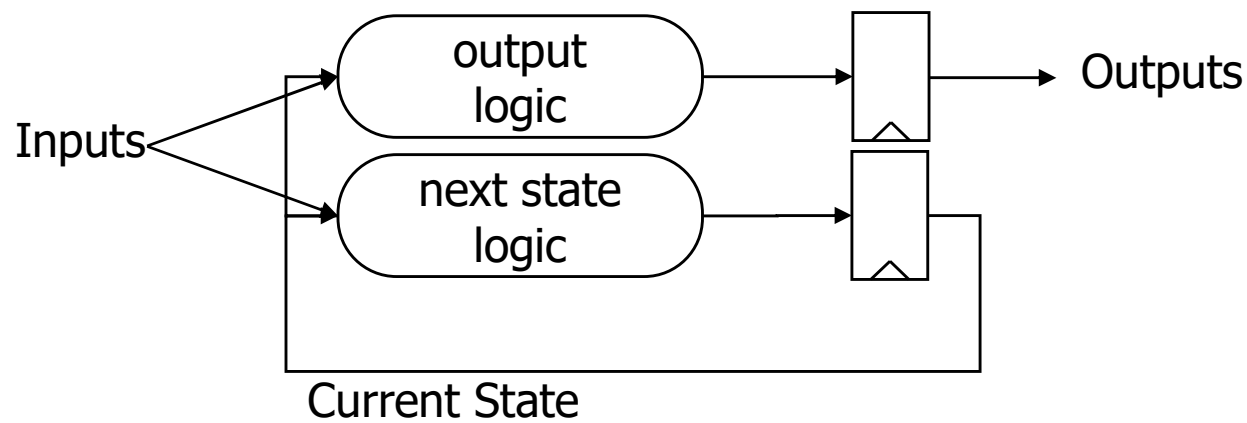 output
logic
Outputs
Inputs
next state
logic
Current State